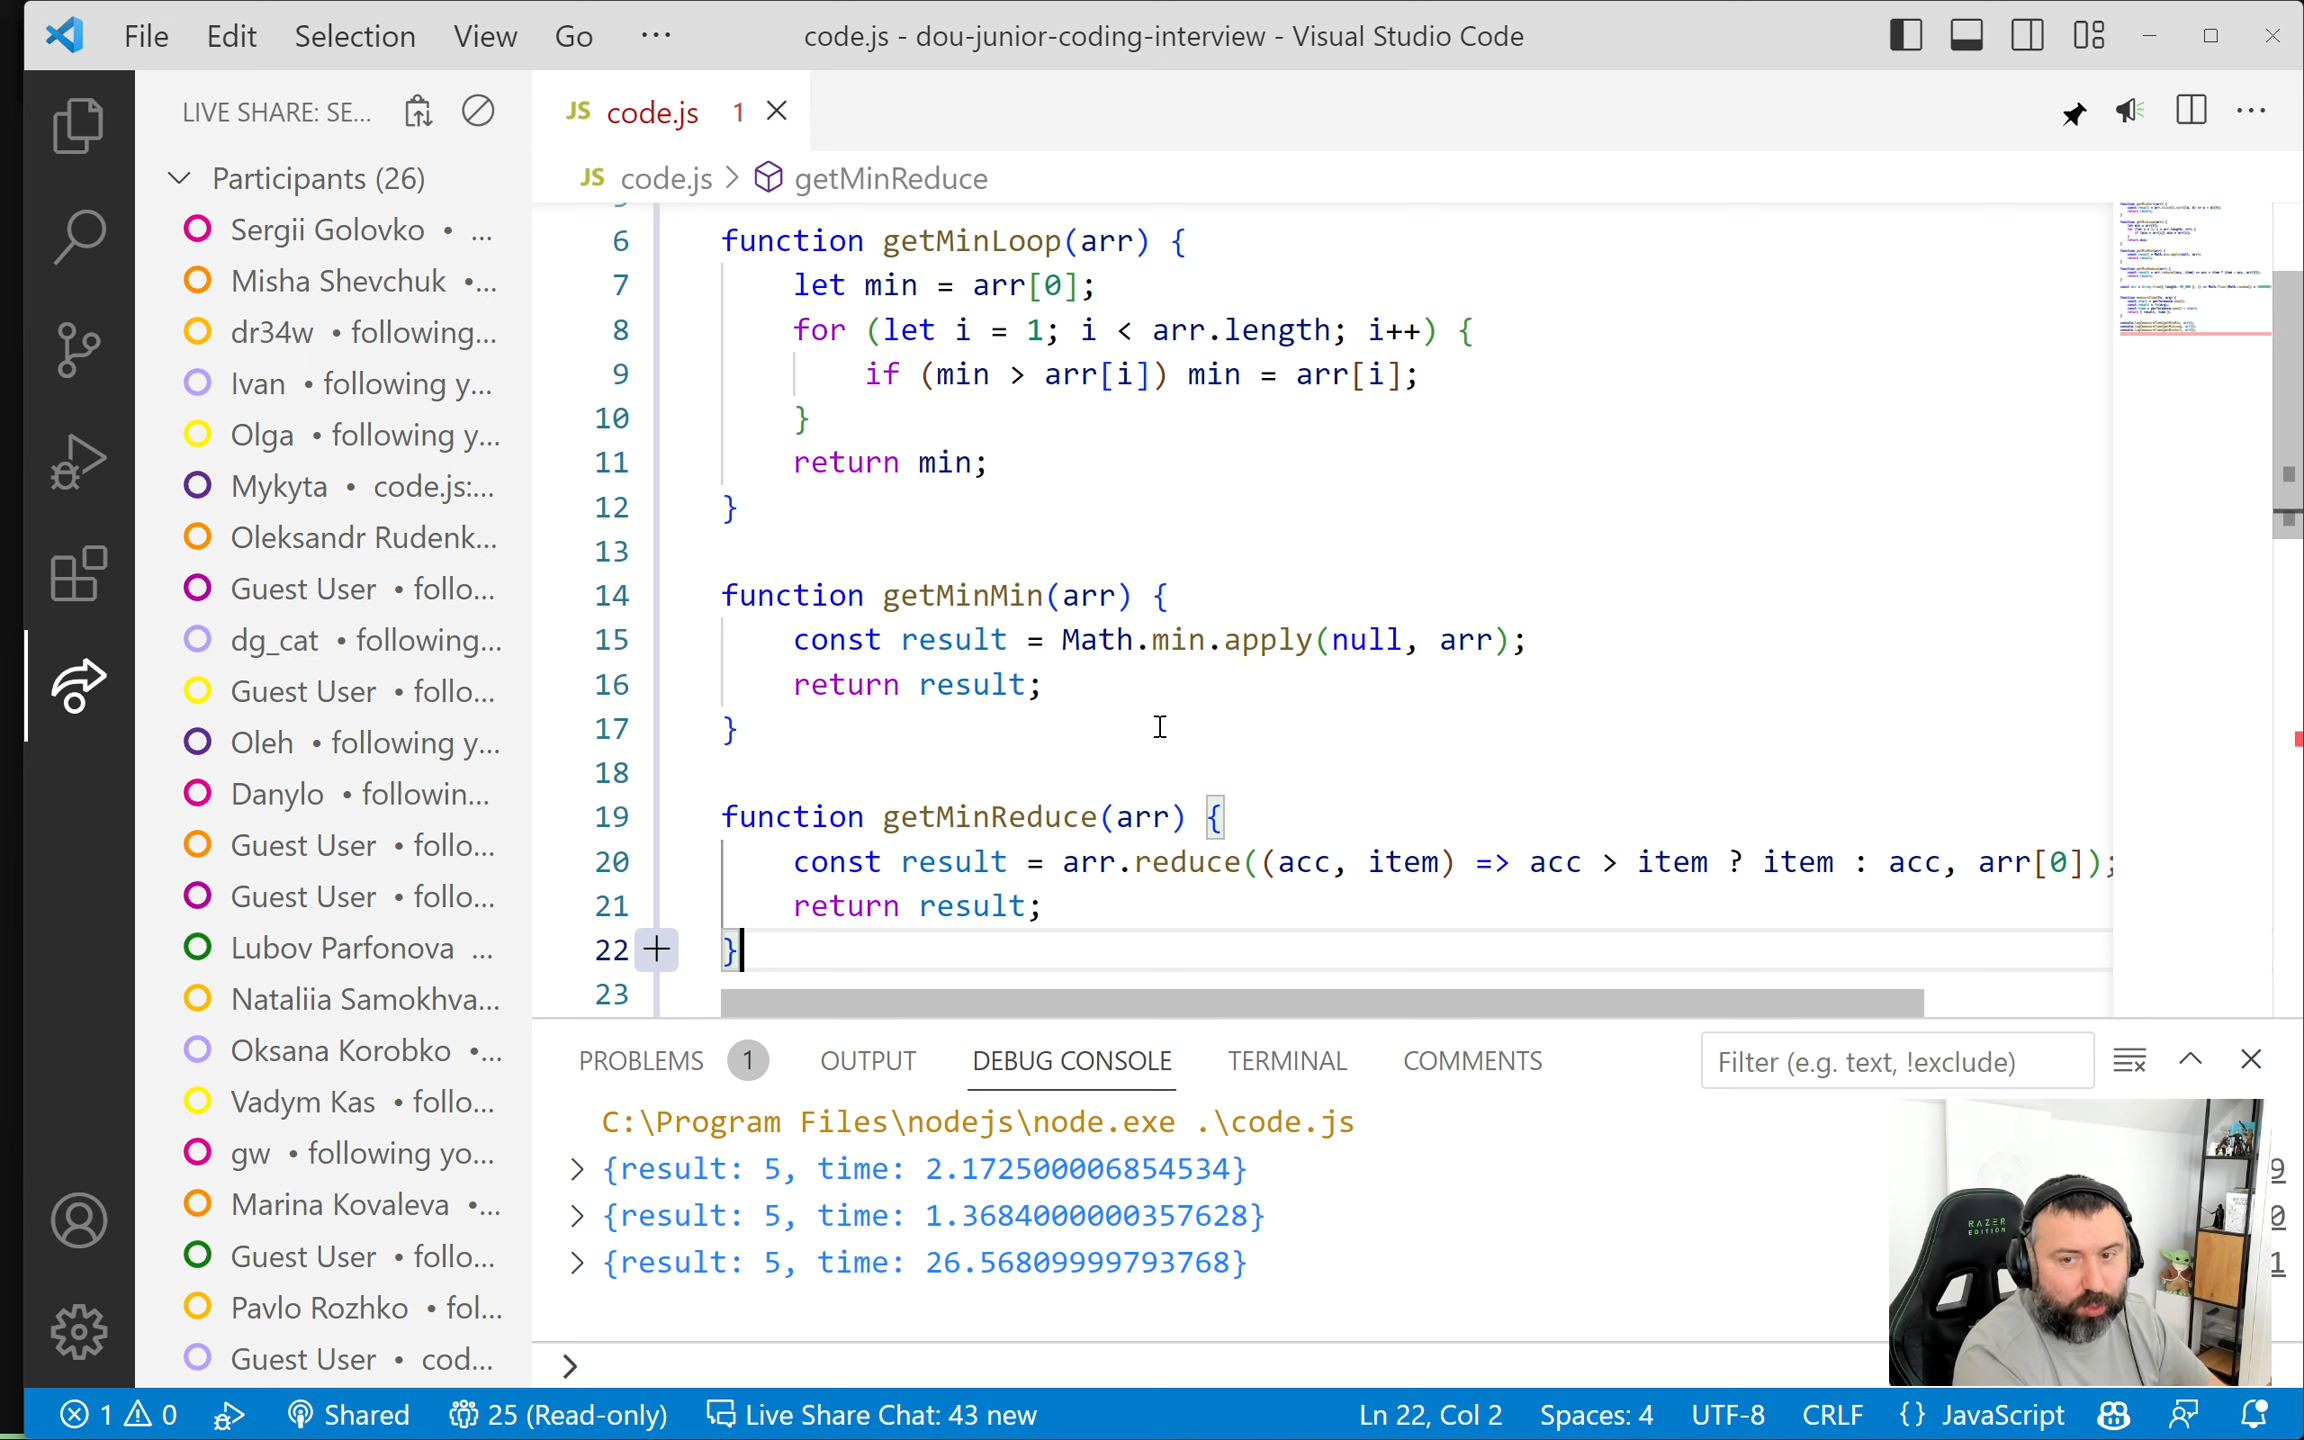 File Edit Selection View Go ··· code.js - dou-junior-coding-interview - Visual Studio Code
LIVE SHARE: SE...
JS code.js 1
Participants (26)
JS code.js > getMinReduce
Sergii Golovko • ...
Misha Shevchuk •...
dr34w • following...
Ivan • following y...
Olga • following y...
Mykyta • code.js:...
Oleksandr Rudenk...
Guest User • follo...
dg_cat • following...
Guest User • follo...
Oleh • following y...
Danylo • followin...
Guest User • follo...
Guest User • follo...
Lubov Parfonova ...
Nataliia Samokhva...
Oksana Korobko •...
Vadym Kas • follo...
gw • following yo...
Marina Kovaleva •...
Guest User • follo...
Pavlo Rozhko • fol...
Guest User • cod...
6 function getMinLoop(arr) {
7 let min = arr[0];
8 for (let i = 1; i < arr.length; i++) {
9 if (min > arr[i]) min = arr[i];
10 }
11 return min;
12 }
13
14 function getMinMin(arr) {
15 const result = Math.min.apply(null, arr);
16 return result;
17 }
18
19 function getMinReduce(arr) {
20 const result = arr.reduce((acc, item) => acc > item ? item : acc, arr[0]);
21 return result;
22 }
23
PROBLEMS 1 OUTPUT DEBUG CONSOLE TERMINAL COMMENTS Filter (e.g. text, !exclude)
C:\Program Files\nodejs\node.exe .\code.js
> {result: 5, time: 2.172500006854534}
> {result: 5, time: 1.3684000000357628}
> {result: 5, time: 26.56809999793768}
9
0
1
RAZER
EDITION
>
1 0 Shared 25 (Read-only) Live Share Chat: 43 new Ln 22, Col 2 Spaces: 4 UTF-8 CRLF {} JavaScript